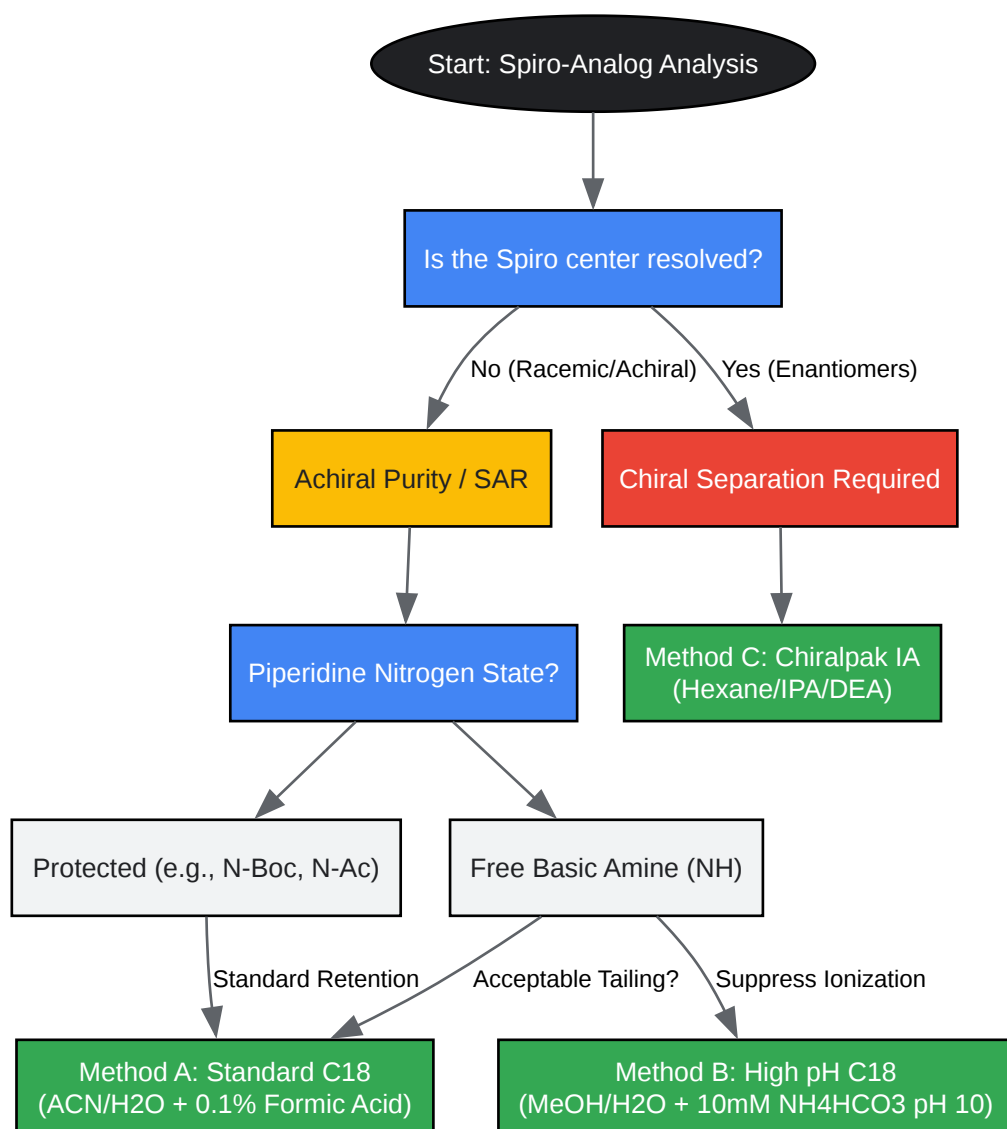 Start: Spiro-Analog Analysis
Is the Spiro center resolved?
No (Racemic/Achiral)
Yes (Enantiomers)
Achiral Purity / SAR
Chiral Separation Required
Piperidine Nitrogen State?
Method C: Chiralpak IA
(Hexane/IPA/DEA)
Protected (e.g., N-Boc, N-Ac)
Free Basic Amine (NH)
Standard Retention
Acceptable Tailing?
Suppress Ionization
Method A: Standard C18
(ACN/H2O + 0.1% Formic Acid)
Method B: High pH C18
(MeOH/H2O + 10mM NH4HCO3 pH 10)